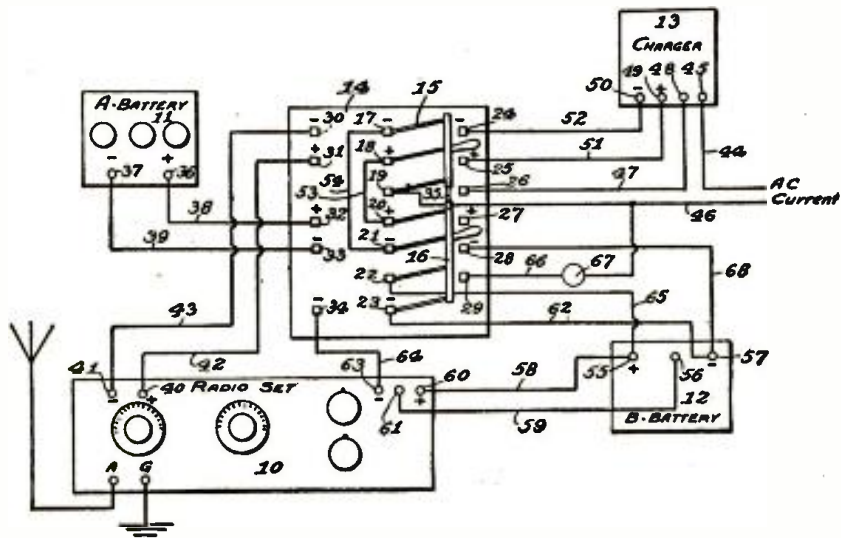 13
CHARGER
50 - 49 + 48 45
A-BATTERY
11
- 37 + 36
14 15
- 30 17 - - 24 52
+ 31 18 + + 25 51 44
54 19 35 26 47
53
AC
Current
+ 32 20 + + 27 46
38
39 - 33 21 - - 28 66 67 68
16
22 29 65
- 34 23 - 62
43
42 64
58 55 + 56 - 57
12
B-BATTERY
59
41 - 40 + RADIO SET 63 - 61 60 +
10
A G